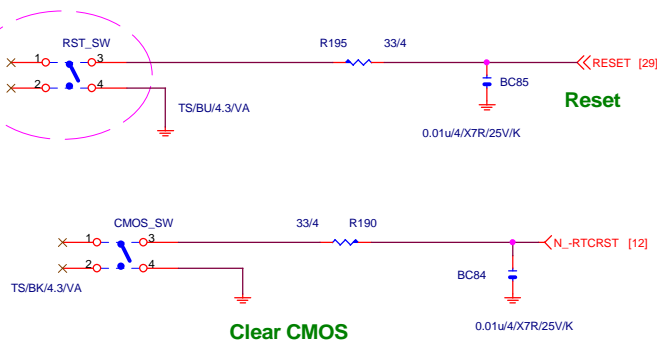 RST_SW
R195 33/4
1 3
RESET [29]
2 4
BC85
Reset
TS/BU/4.3/VA
0.01u/4/X7R/25V/K
CMOS_SW
33/4 R190
1 3
N_-RTCRST [12]
2 4
BC84
TS/BK/4.3/VA
0.01u/4/X7R/25V/K
Clear CMOS